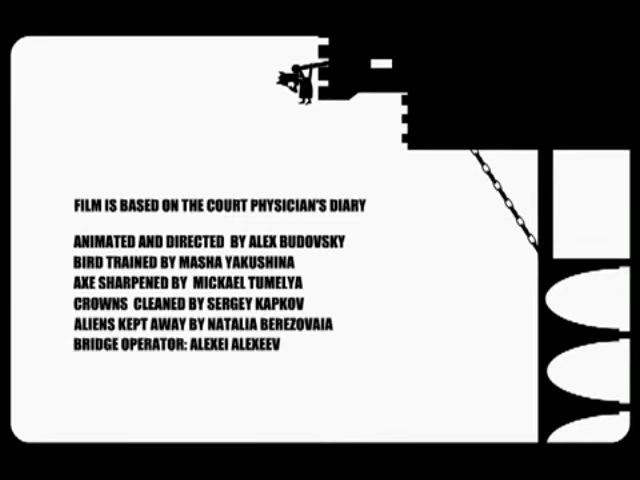 FILM IS BASED ON THE COURT PHYSICIAN'S DIARY
ANIMATED AND DIRECTED BY ALEX BUDOVSKY
BIRD TRAINED BY MASHA YAKUSHINA
AXE SHARPENED BY MICKAEL TUMELYA
CROWNS CLEANED BY SERGEY KAPKOV
ALIENS KEPT AWAY BY NATALIA BEREZOVAIA
BRIDGE OPERATOR: ALEXEI ALEXEEV